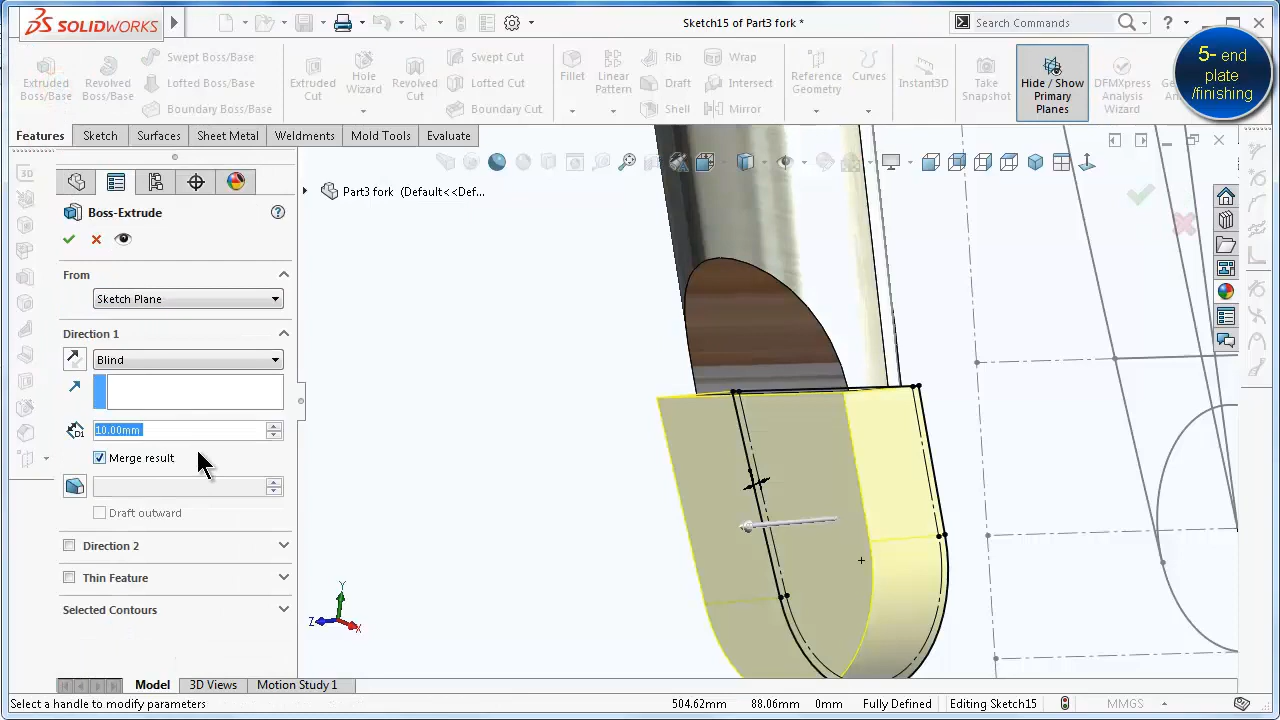 SOLIDWORKS
Sketch15 of Part3 fork *
Search Commands
5- end
plate
/finishing
Extruded
Boss/Base
Revolved
Boss/Base
Swept Boss/Base
Lofted Boss/Base
Boundary Boss/Base
Extruded
Cut
Hole
Wizard
Revolved
Cut
Swept Cut
Lofted Cut
Boundary Cut
Fillet
Linear
Pattern
Rib
Draft
Shell
Wrap
Intersect
Mirror
Reference
Geometry
Curves
Instant3D
Take
Snapshot
Hide / Show
Primary
Planes
DFMXpress
Analysis
Wizard
Features
Sketch
Surfaces
Sheet Metal
Weldments
Mold Tools
Evaluate
Part3 fork (Default<<Def...
Boss-Extrude
From
Sketch Plane
Direction 1
Blind
10.00mm
Merge result
Draft outward
Direction 2
Thin Feature
Selected Contours
Y
Z
X
Model
3D Views
Motion Study 1
Select a handle to modify parameters
504.62mm
88.06mm
0mm
Fully Defined
Editing Sketch15
MMGS